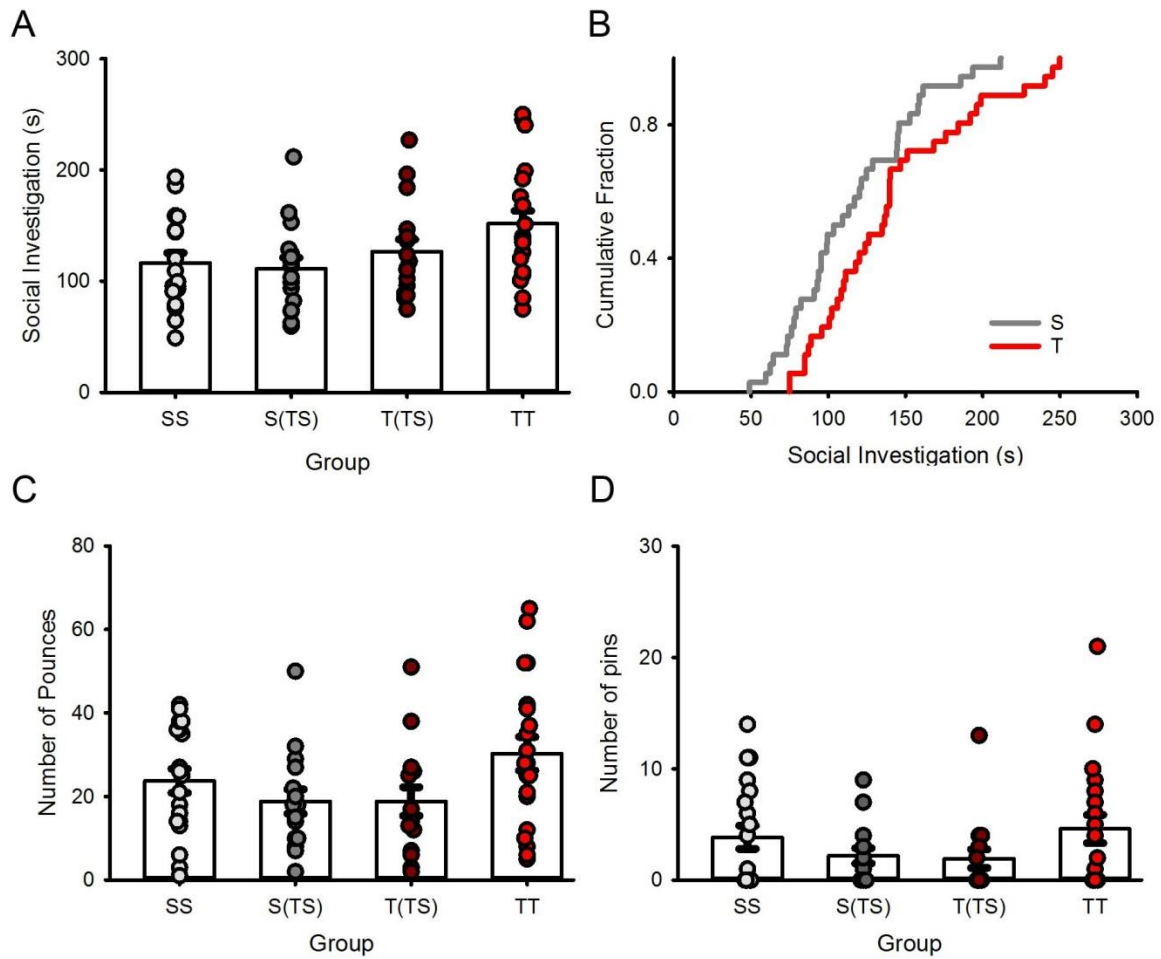 A
300
200
100
0
Social Investigation (s)
SS S(TS) T(TS) TT
Group
B
0.8
0.4
0.0
Cumulative Fraction
S
T
0 50 100 150 200 250 300
Social Investigation (s)
C
80
60
40
20
0
Number of Pounces
SS S(TS) T(TS) TT
Group
D
30
20
10
0
Number of pins
SS S(TS) T(TS) TT
Group